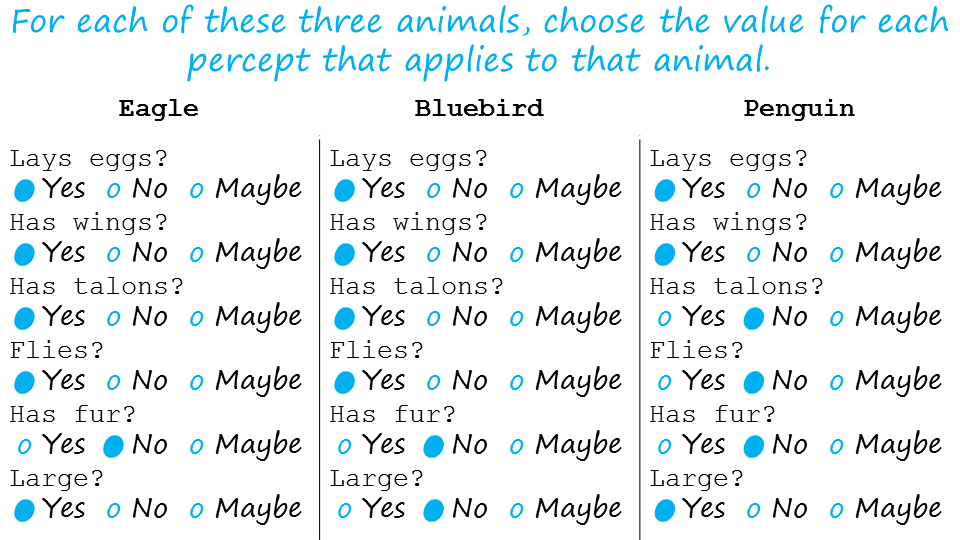 For each of these three animals, choose the value for each
percept that applies to that animal.
Eagle
Lays eggs?
Yes No Maybe
Has wings?
Yes No Maybe
Has talons?
Yes No Maybe
Flies?
Yes No Maybe
Has fur?
Yes No Maybe
Large?
Yes No Maybe
Bluebird
Lays eggs?
Yes No Maybe
Has wings?
Yes No Maybe
Has talons?
Yes No Maybe
Flies?
Yes No Maybe
Has fur?
Yes No Maybe
Large?
Yes No Maybe
Penguin
Lays eggs?
Yes No Maybe
Has wings?
Yes No Maybe
Has talons?
Yes No Maybe
Flies?
Yes No Maybe
Has fur?
Yes No Maybe
Large?
Yes No Maybe